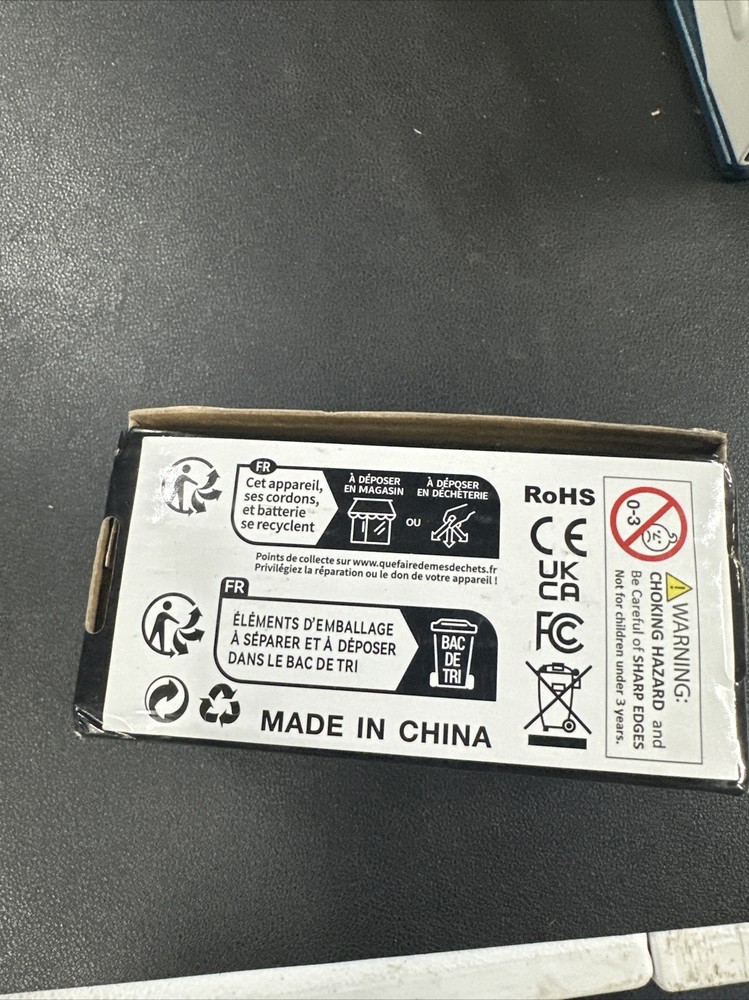 FR
Cet appareil,
ses cordons,
et batterie
se recyclent
À DÉPOSER
EN MAGASIN
OU
À DÉPOSER
EN DÉCHÈTERIE
Points de collecte sur www.quefairedemesdechets.fr
Privilégiez la réparation ou le don de votre appareil !
FR
ÉLÉMENTS D'EMBALLAGE
À SÉPARER ET À DÉPOSER
DANS LE BAC DE TRI
BAC
DE
TRI
MADE IN CHINA
RoHS
CE
UK
CA
FC
0-3
WARNING:
CHOKING HAZARD and
Be Careful of SHARP EDGES
Not for children under 3 years.